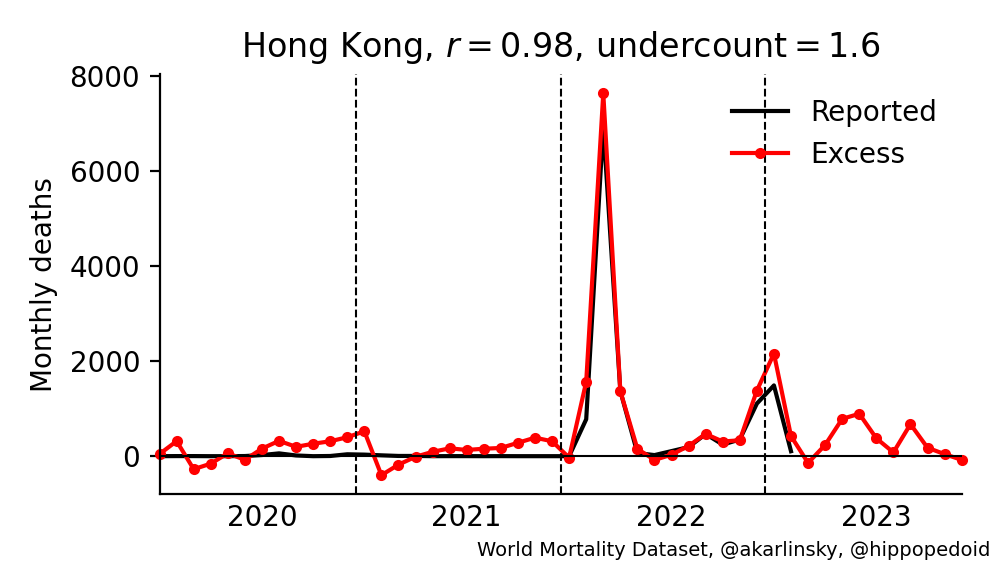 Hong Kong, r = 0.98, undercount = 1.6
8000
6000
4000
2000
0
Monthly deaths
Reported
Excess
2020 2021 2022 2023
World Mortality Dataset, @akarlinsky, @hippopedoid